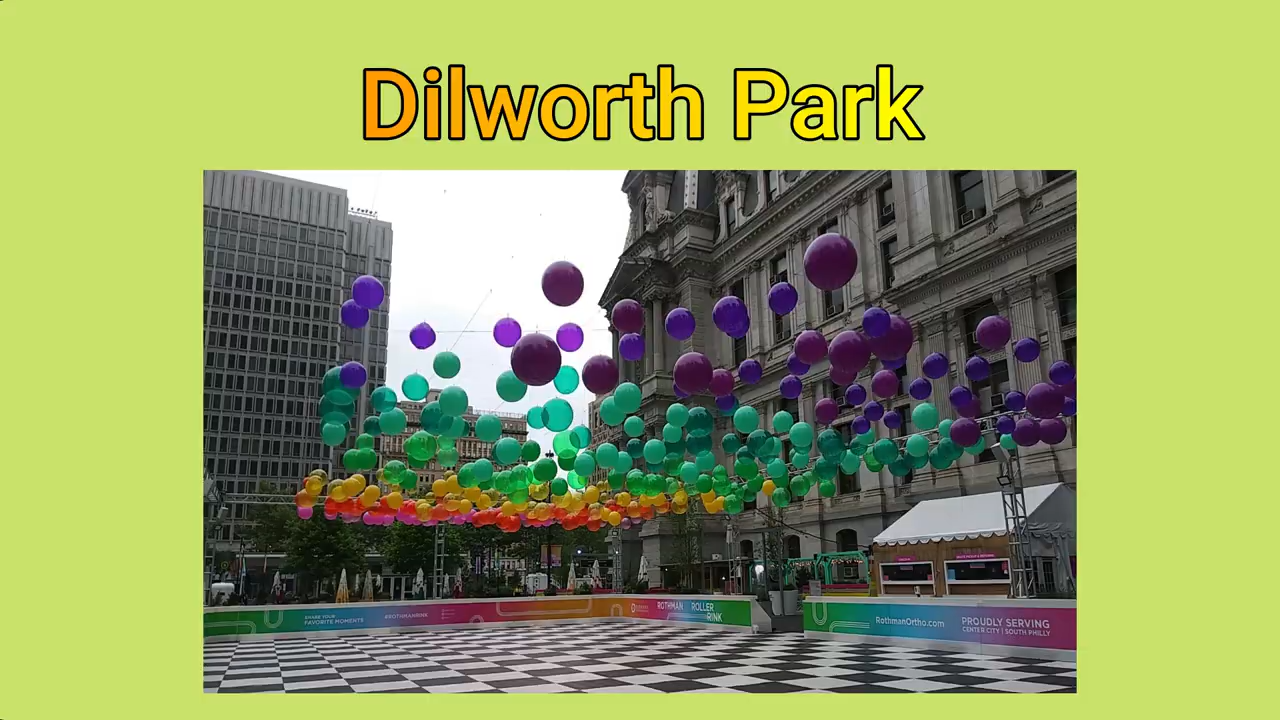 Dilworth Park
SHARE YOUR
FAVORITE MOMENTS
#ROTHMANRINK
ROTHMAN
ROLLER
RINK
RothmanOrtho.com
PROUDLY SERVING
CENTER CITY | SOUTH PHILLY